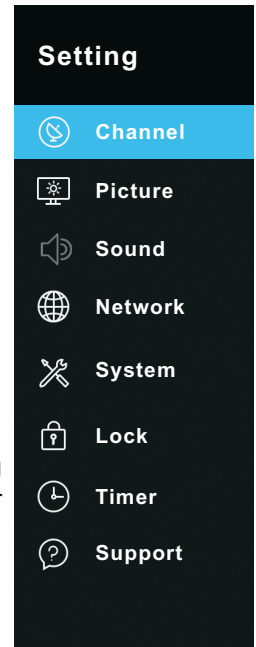 Setting
Channel
Picture
Sound
Network
System
Lock
Timer
Support